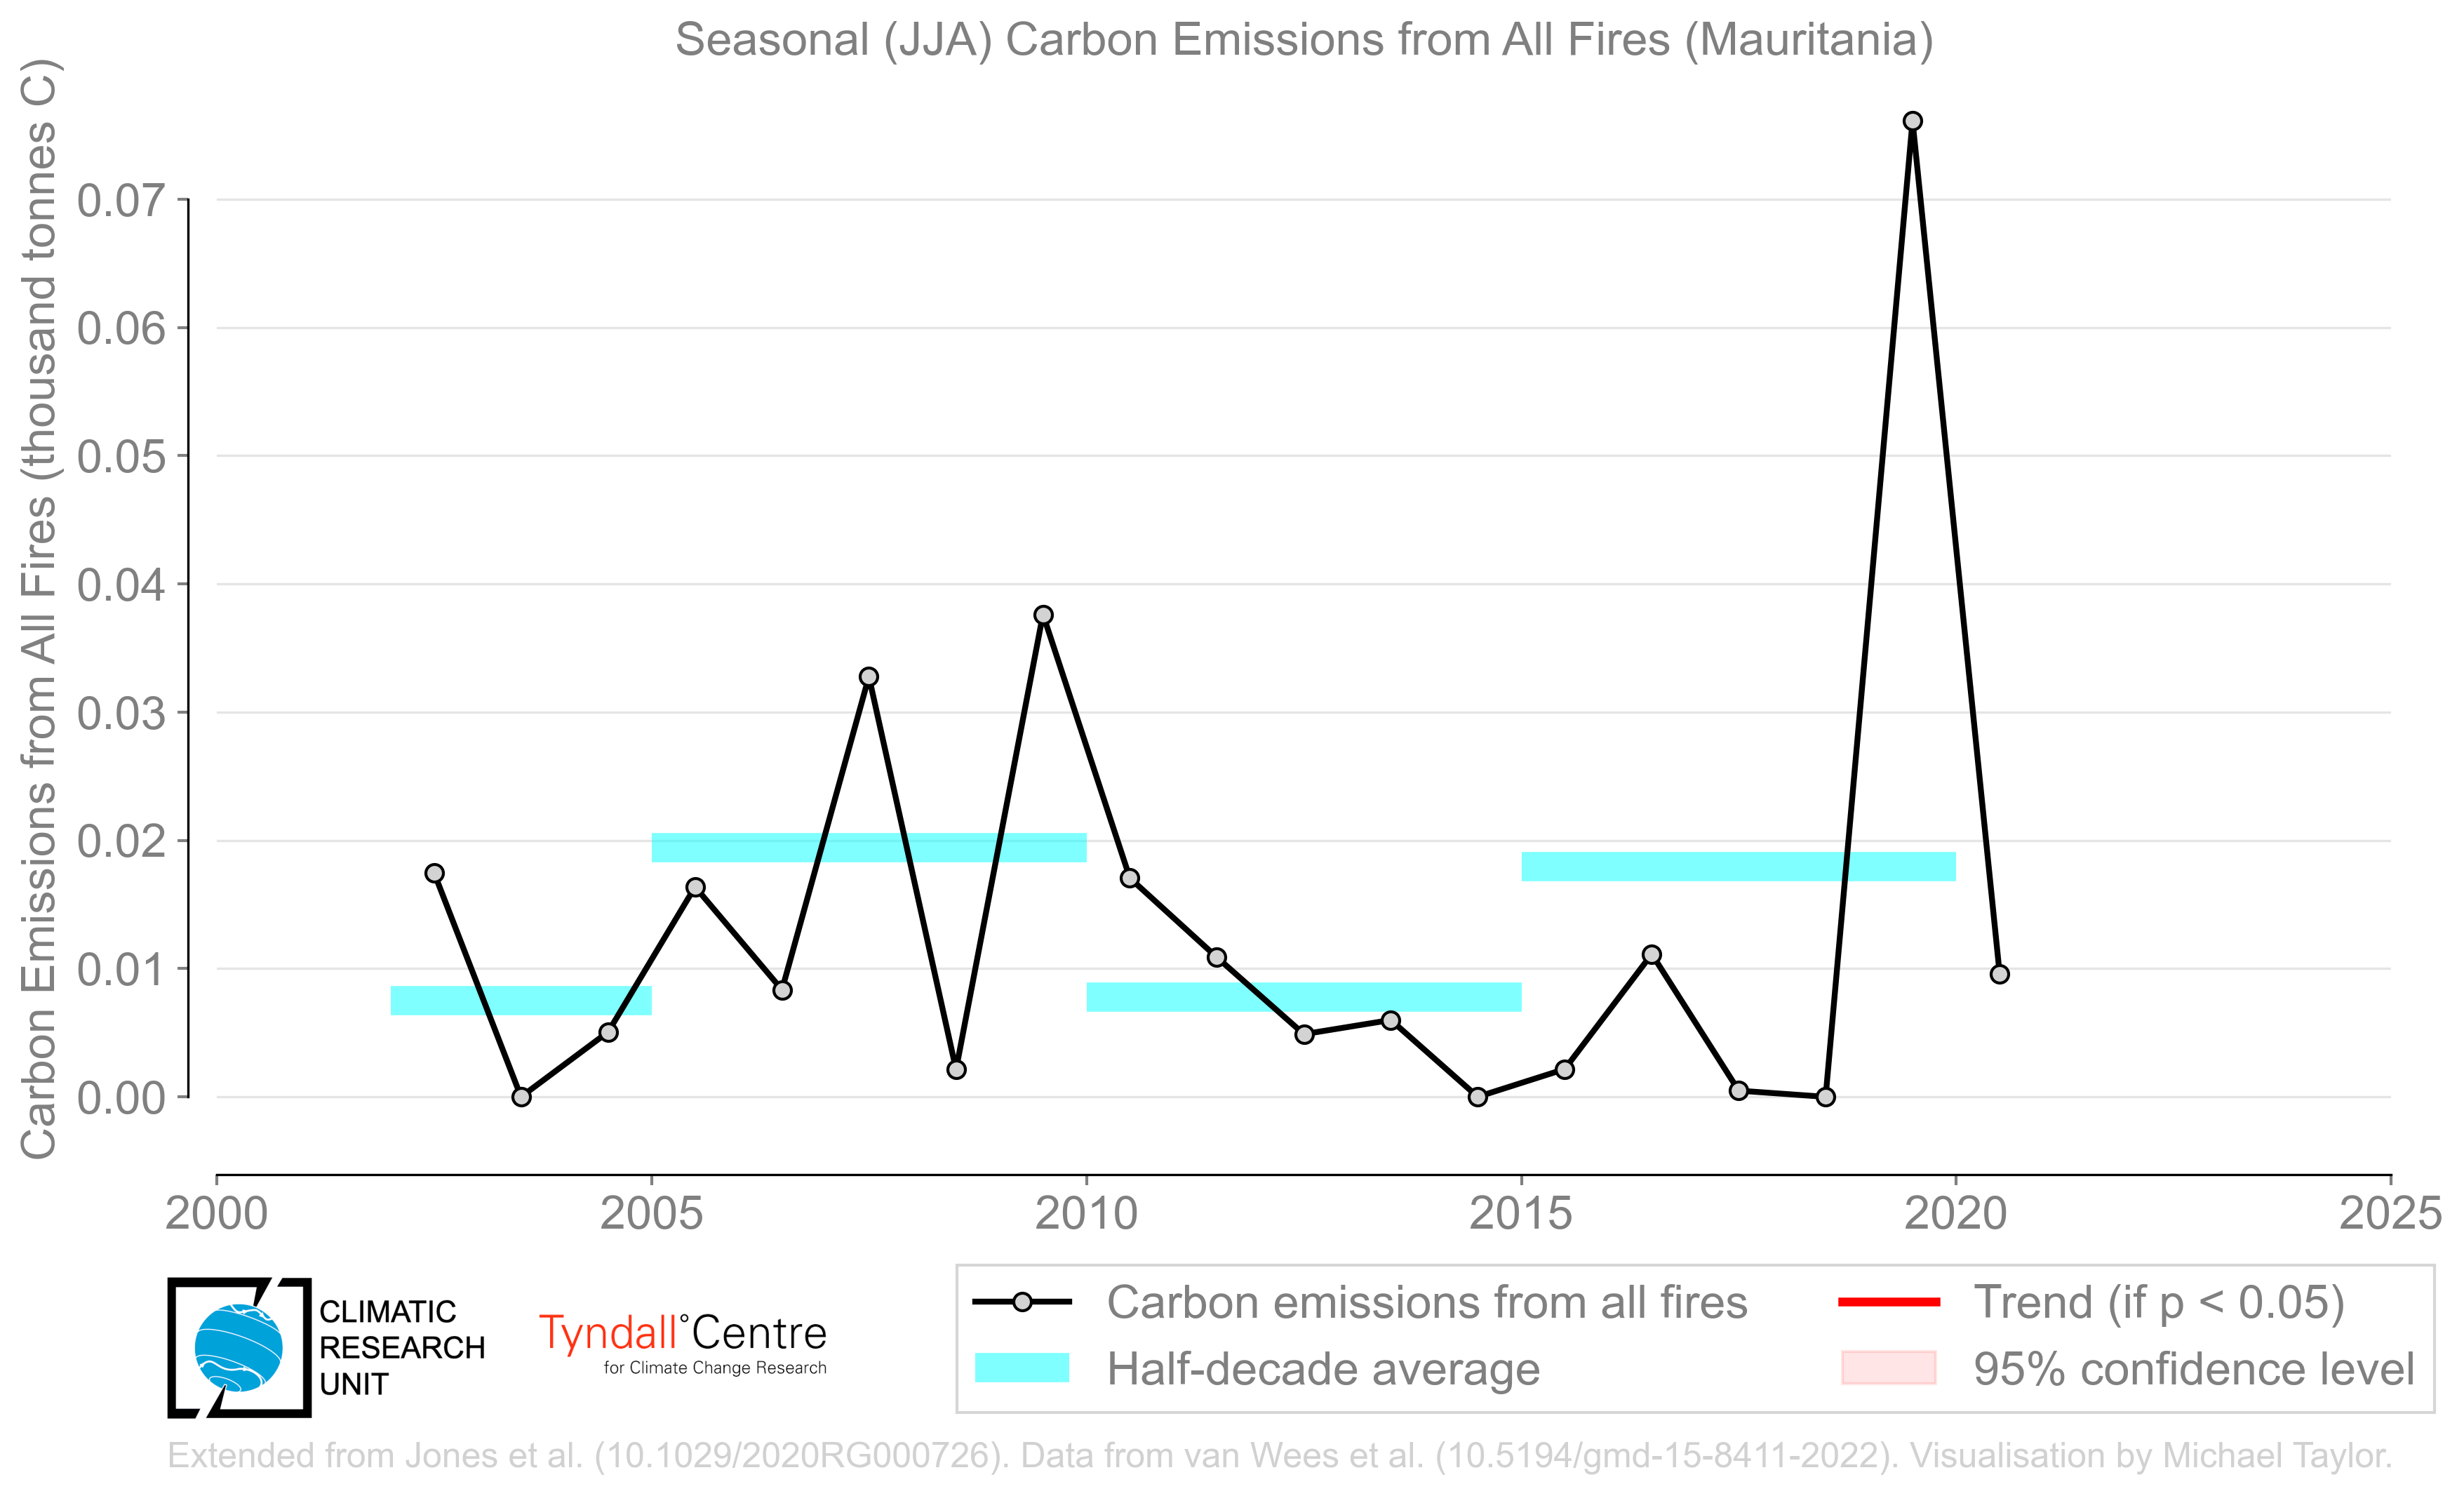 Seasonal (JJA) Carbon Emissions from All Fires (Mauritania)
Carbon Emissions from All Fires (thousand tonnes C)
0.07
0.06
0.05
0.04
0.03
0.02
0.01
0.00
2000 2005 2010 2015 2020 2025
CLIMATIC
RESEARCH
UNIT
Tyndall°Centre
for Climate Change Research
Carbon emissions from all fires
Half-decade average
Trend (if p < 0.05)
95% confidence level
Extended from Jones et al. (10.1029/2020RG000726). Data from van Wees et al. (10.5194/gmd-15-8411-2022). Visualisation by Michael Taylor.